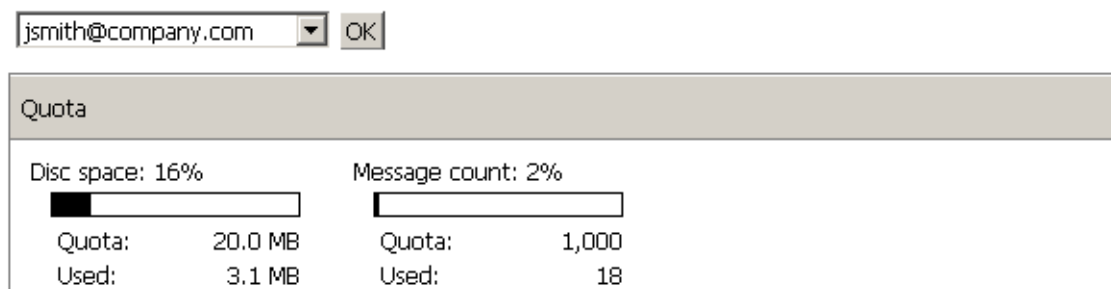 jsmith@company.com OK
Quota
Disc space: 16% Message count: 2%
Quota: 20.0 MB Quota: 1,000
Used: 3.1 MB Used: 18